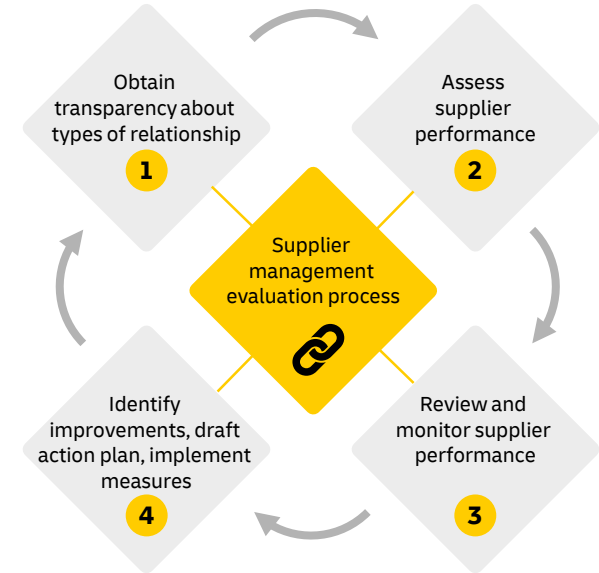 Obtain
transparency about
types of relationship
1
Assess
supplier
performance
2
Supplier
management
evaluation process
Identify
improvements, draft
action plan, implement
measures
4
Review and
monitor supplier
performance
3